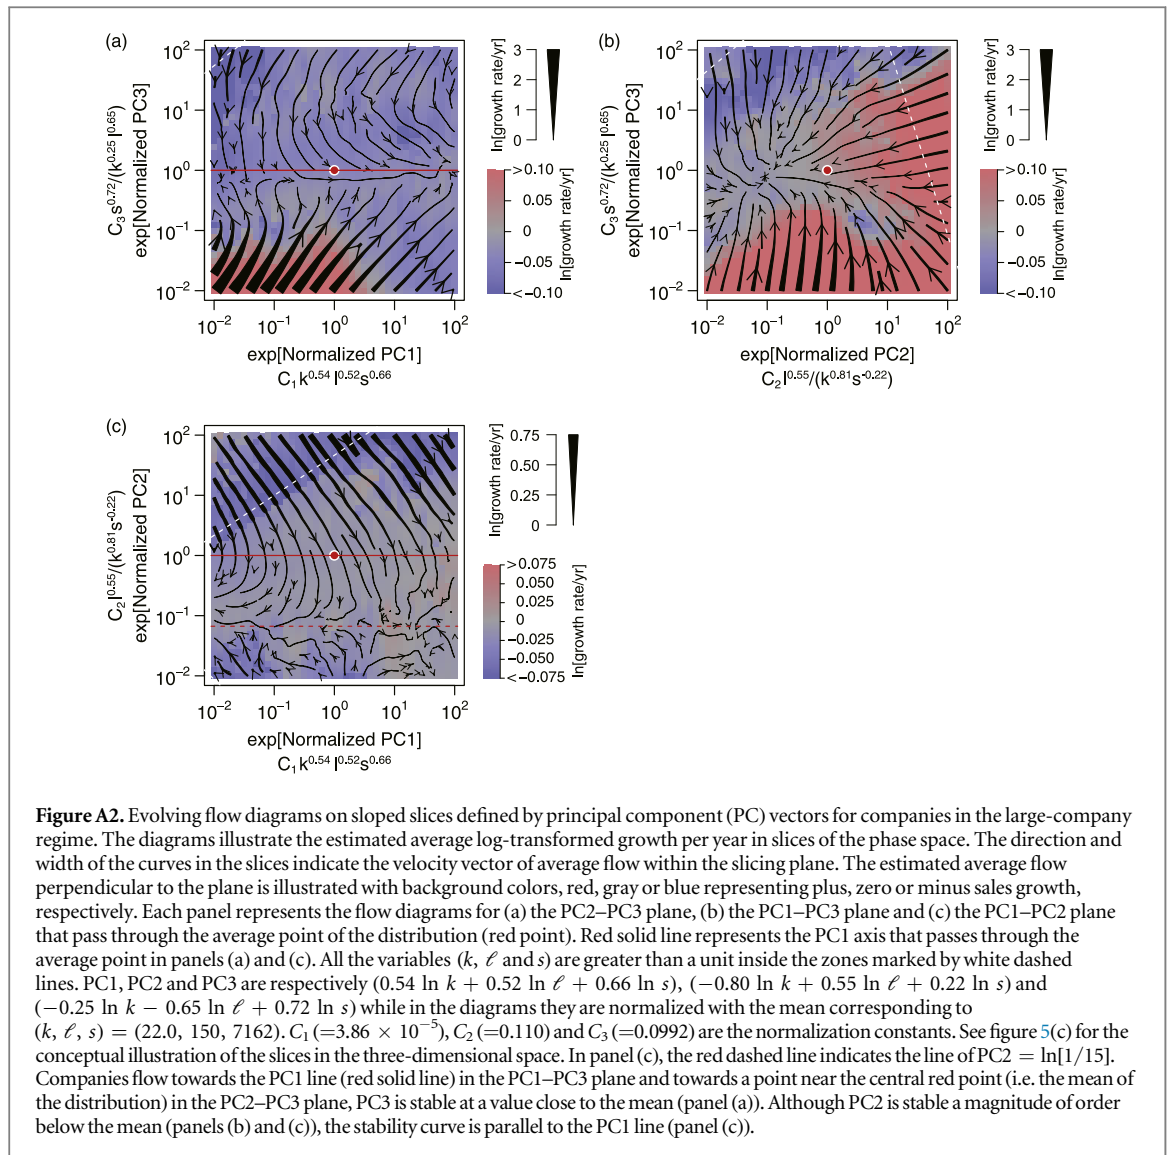 (a)
10²
10¹
10⁰
10⁻¹
10⁻²
C₃s^0.72/(k^0.25 l^0.65)
exp[Normalized PC3]
10⁻² 10⁻¹ 10⁰ 10¹ 10²
exp[Normalized PC1]
C₁k^0.54 l^0.52 s^0.66
ln[growth rate/yr]
3
2
1
0
>0.10
0.05
0
−0.05
<−0.10
ln[growth rate/yr]
(b)
10²
10¹
10⁰
10⁻¹
10⁻²
C₃s^0.72/(k^0.25 l^0.65)
exp[Normalized PC3]
10⁻² 10⁻¹ 10⁰ 10¹ 10²
exp[Normalized PC2]
C₂l^0.55/(k^0.81 s^-0.22)
ln[growth rate/yr]
3
2
1
0
>0.10
0.05
0
−0.05
<−0.10
ln[growth rate/yr]
(c)
10²
10¹
10⁰
10⁻¹
10⁻²
C₂l^0.55/(k^0.81 s^-0.22)
exp[Normalized PC2]
10⁻² 10⁻¹ 10⁰ 10¹ 10²
exp[Normalized PC1]
C₁k^0.54 l^0.52 s^0.66
ln[growth rate/yr]
0.75
0.50
0.25
0
>0.075
0.050
0.025
0
−0.025
−0.050
<−0.075
ln[growth rate/yr]
Figure A2. Evolving flow diagrams on sloped slices defined by principal component (PC) vectors for companies in the large-company
regime. The diagrams illustrate the estimated average log-transformed growth per year in slices of the phase space. The direction and
width of the curves in the slices indicate the velocity vector of average flow within the slicing plane. The estimated average flow
perpendicular to the plane is illustrated with background colors, red, gray or blue representing plus, zero or minus sales growth,
respectively. Each panel represents the flow diagrams for (a) the PC2–PC3 plane, (b) the PC1–PC3 plane and (c) the PC1–PC2 plane
that pass through the average point of the distribution (red point). Red solid line represents the PC1 axis that passes through the
average point in panels (a) and (c). All the variables (k, ℓ and s) are greater than a unit inside the zones marked by white dashed
lines. PC1, PC2 and PC3 are respectively (0.54 ln k + 0.52 ln ℓ + 0.66 ln s), (−0.80 ln k + 0.55 ln ℓ + 0.22 ln s) and
(−0.25 ln k − 0.65 ln ℓ + 0.72 ln s) while in the diagrams they are normalized with the mean corresponding to
(k, ℓ, s) = (22.0, 150, 7162). C₁ (=3.86 × 10⁻⁵), C₂ (=0.110) and C₃ (=0.0992) are the normalization constants. See figure 5(c) for the
conceptual illustration of the slices in the three-dimensional space. In panel (c), the red dashed line indicates the line of PC2 = ln[1/15].
Companies flow towards the PC1 line (red solid line) in the PC1–PC3 plane and towards a point near the central red point (i.e. the mean of
the distribution) in the PC2–PC3 plane, PC3 is stable at a value close to the mean (panel (a)). Although PC2 is stable a magnitude of order
below the mean (panels (b) and (c)), the stability curve is parallel to the PC1 line (panel (c)).